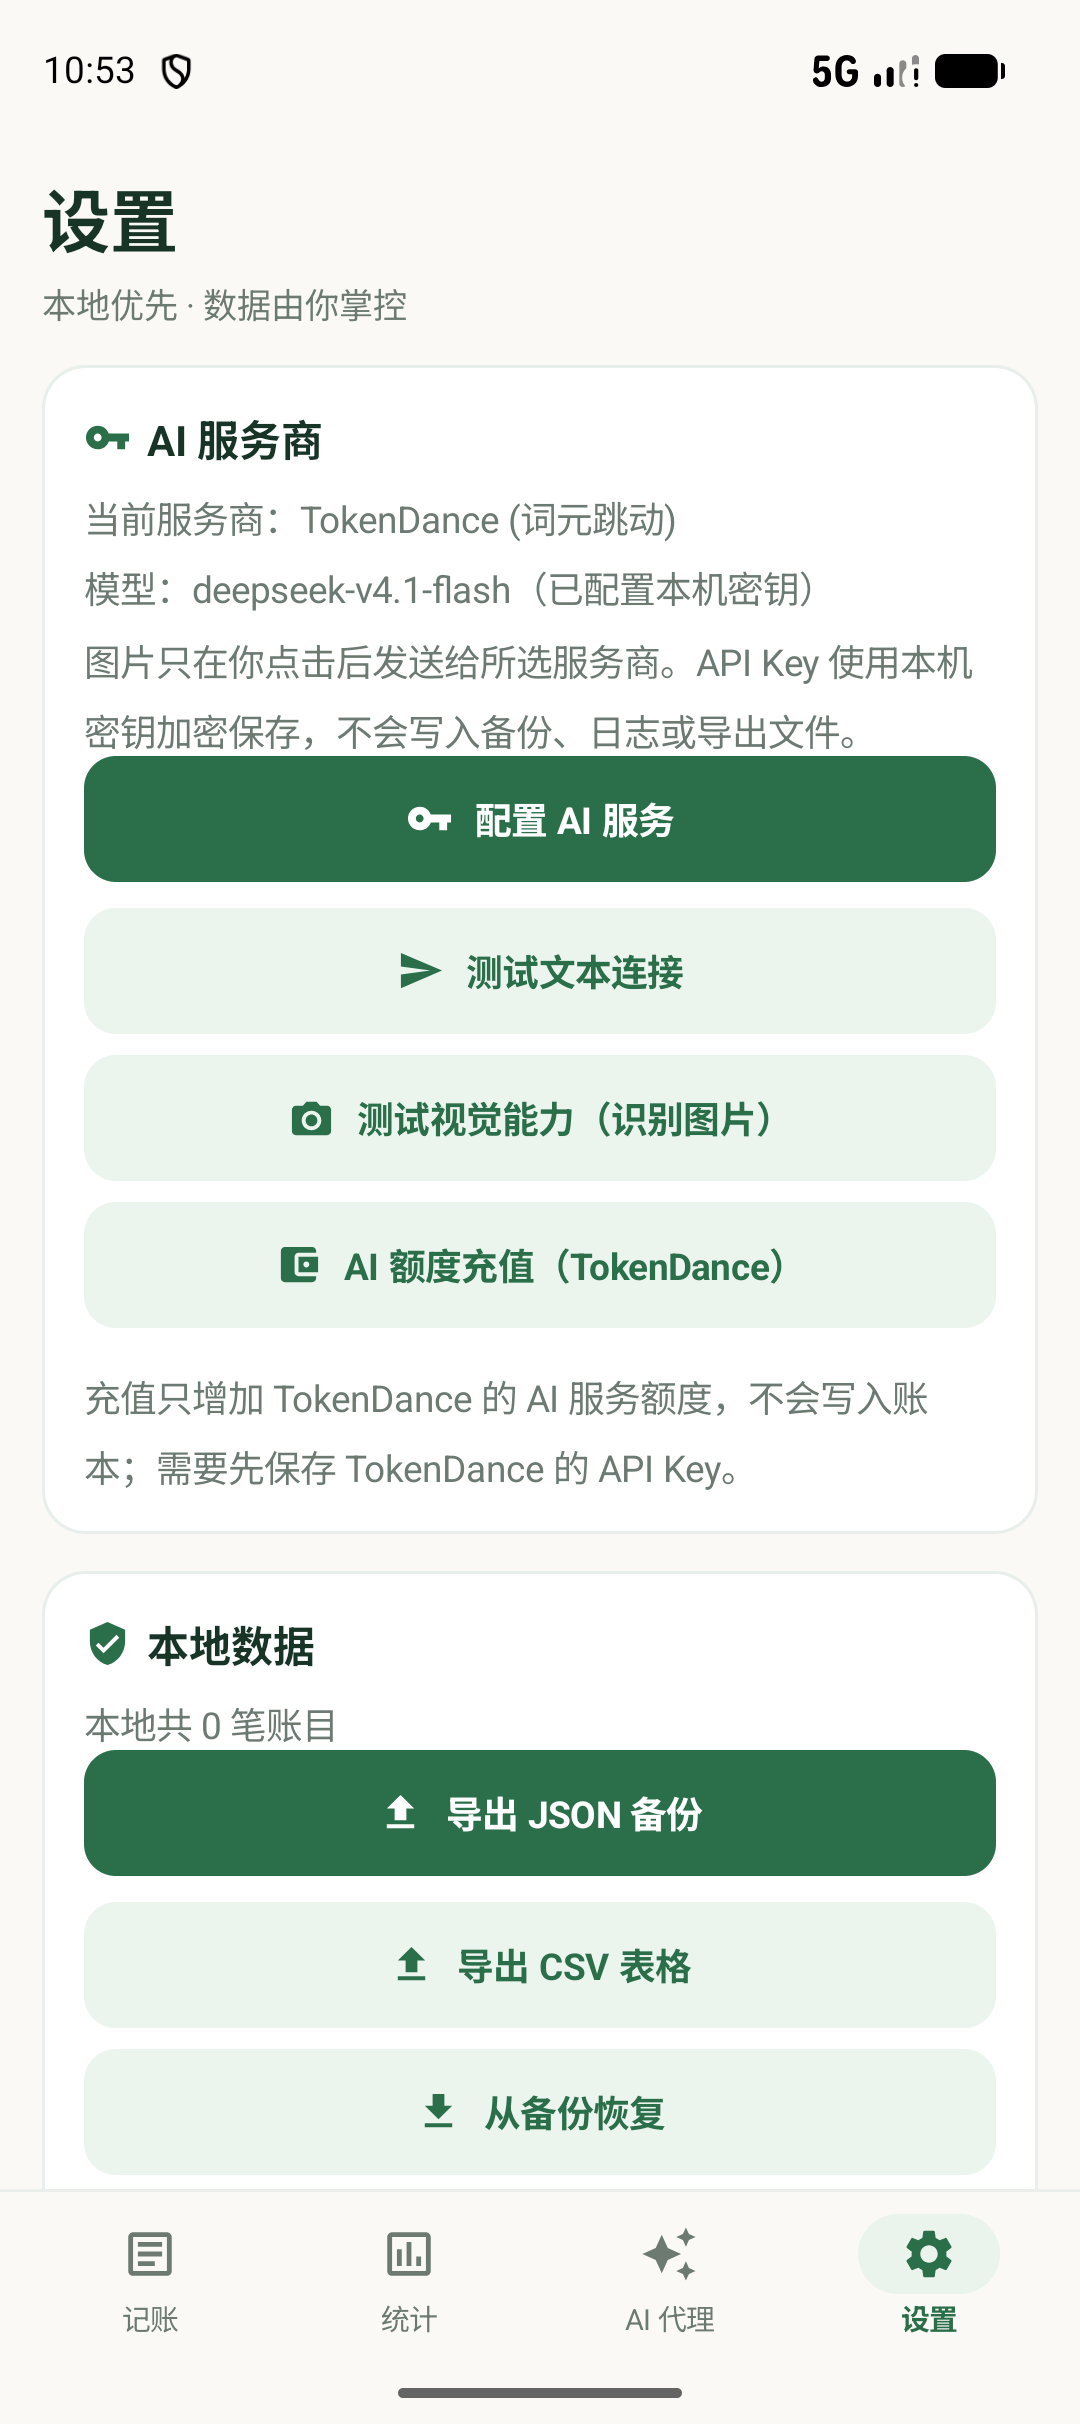 10:53
5G
设置
本地优先 · 数据由你掌控
AI 服务商
当前服务商：TokenDance (词元跳动)
模型：deepseek-v4.1-flash（已配置本机密钥）
图片只在你点击后发送给所选服务商。API Key 使用本机
密钥加密保存，不会写入备份、日志或导出文件。
配置 AI 服务
测试文本连接
测试视觉能力（识别图片）
AI 额度充值（TokenDance）
充值只增加 TokenDance 的 AI 服务额度，不会写入账
本；需要先保存 TokenDance 的 API Key。
本地数据
本地共 0 笔账目
导出 JSON 备份
导出 CSV 表格
从备份恢复
记账
统计
AI 代理
设置